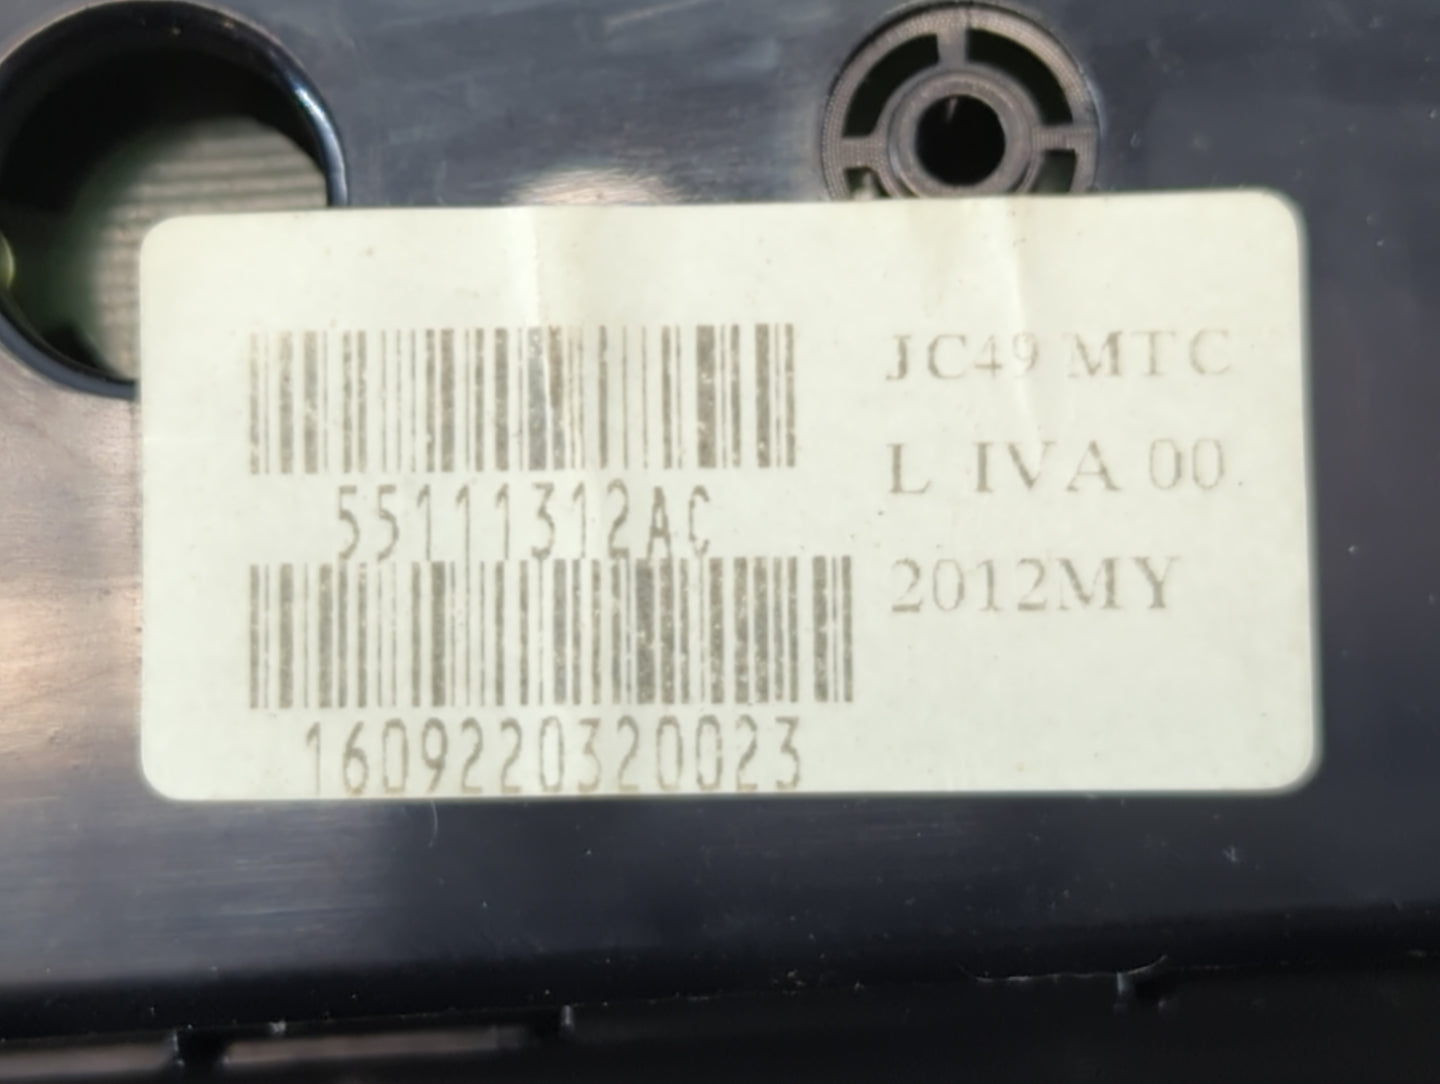 JC49 MTC
L IVA 00
2012MY
55111312AC
1609220320023